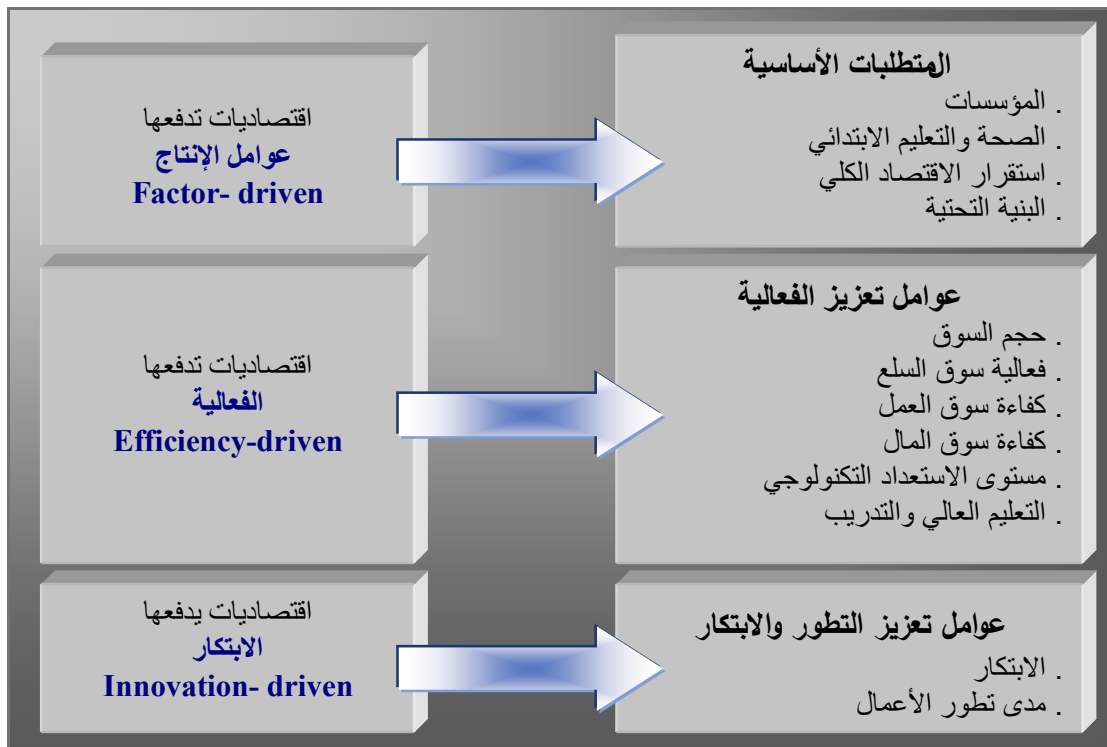 المتطلبات الأساسية
. المؤسسات
. الصحة والتعليم الابتدائي
. استقرار الاقتصاد الكلي
. البنية التحتية
اقتصاديات تدفعها
عوامل الإنتاج
Factor- driven
عوامل تعزيز الفعالية
. حجم السوق
. فعالية سوق السلع
. كفاءة سوق العمل
. كفاءة سوق المال
. مستوى الاستعداد التكنولوجي
. التعليم العالي والتدريب
اقتصاديات تدفعها
الفعالية
Efficiency-driven
عوامل تعزيز التطور والابتكار
. الابتكار
. مدى تطور الأعمال
اقتصاديات يدفعها
الابتكار
Innovation- driven